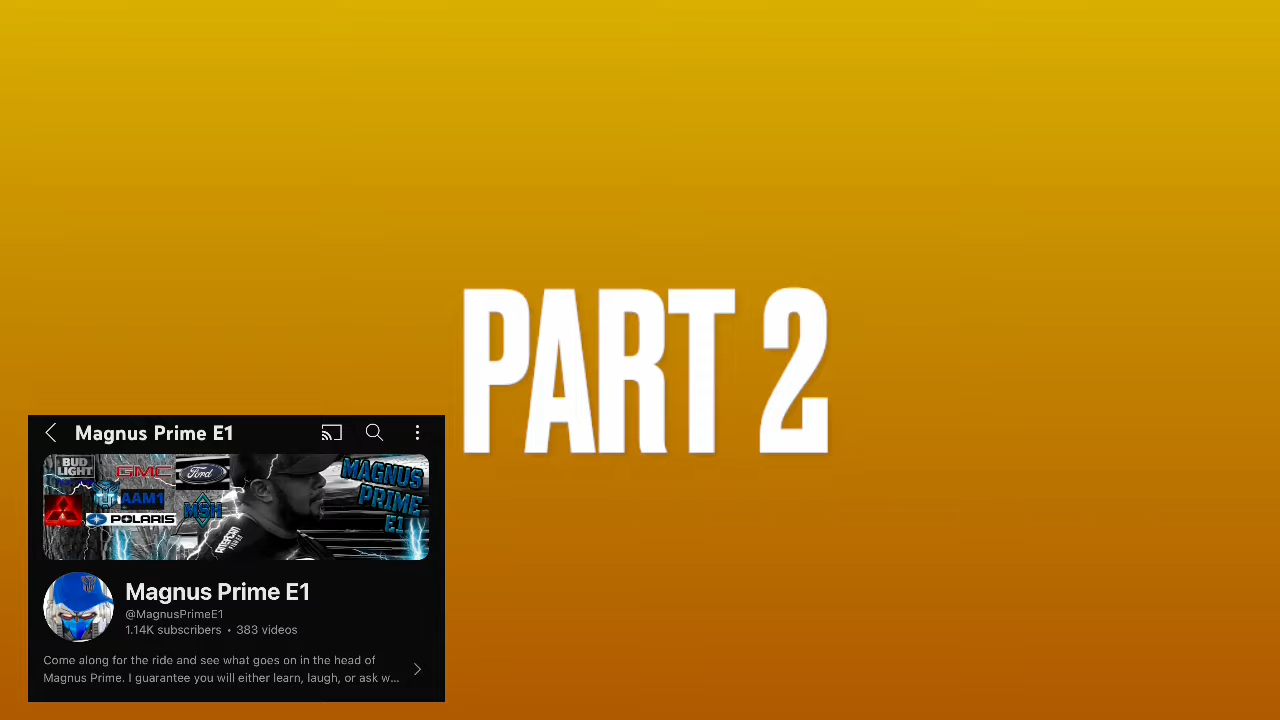 PART 2
Magnus Prime E1
BUD
LIGHT
GMC
Ford
AAM1
POLARIS
MSH
MAGNUS
PRIME
E1
Magnus Prime E1
@MagnusPrimeE1
1.14K subscribers • 383 videos
Come along for the ride and see what goes on in the head of
Magnus Prime. I guarantee you will either learn, laugh, or ask w...